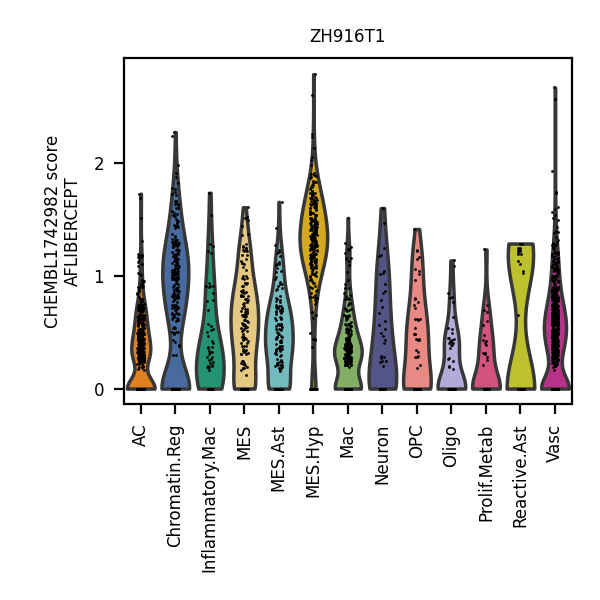 ZH916T1
CHEMBL1742982 score
AFLIBERCEPT
2
1
0
AC
Chromatin.Reg
Inflammatory.Mac
MES
MES.Ast
MES.Hyp
Mac
Neuron
OPC
Oligo
Prolif.Metab
Reactive.Ast
Vasc